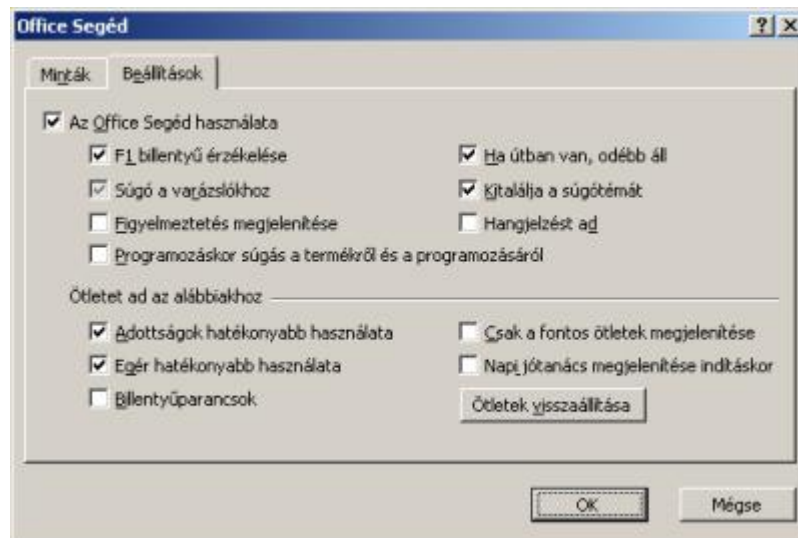 Office Segéd
Minták Beállítások
Az Office Segéd használata
F1 billentyű érzékelése Ha útban van, odébb áll
Súgó a varázslókhoz Kitalálja a súgótémát
Figyelmeztetés megjelenítése Hangjelzést ad
Programozáskor súgás a termékről és a programozásáról
Ötletet ad az alábbiakhoz
Adottságok hatékonyabb használata Csak a fontos ötletek megjelenítése
Egér hatékonyabb használata Napi jótanács megjelenítése indításkor
Billentyűparancsok Ötletek visszaállítása
OK Mégse